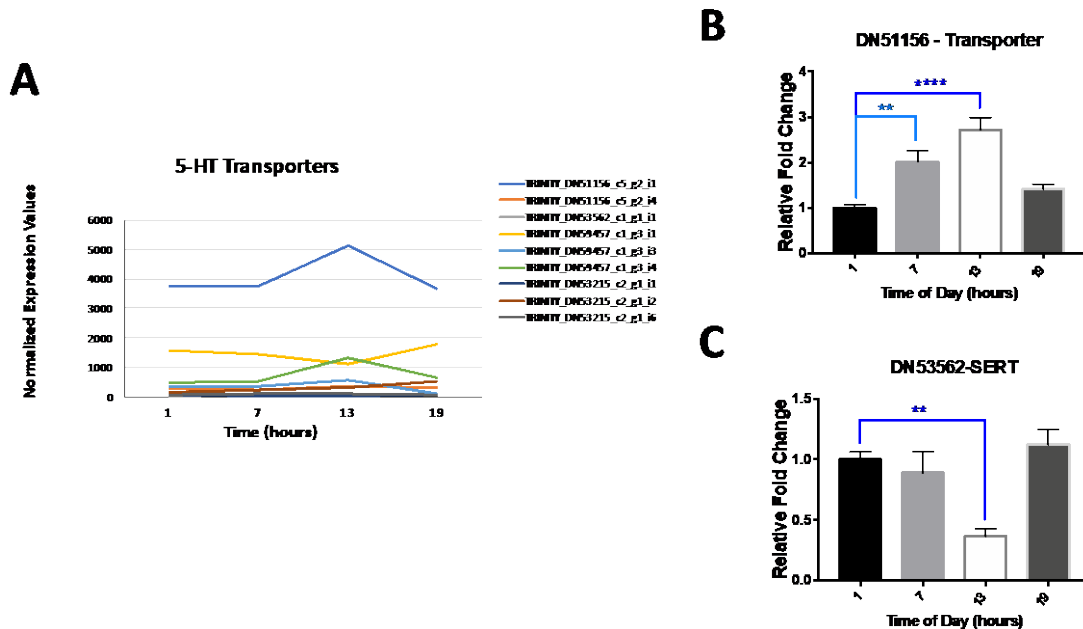 A
5-HT Transporters
Normalized Expression Values
6000
5000
4000
3000
2000
1000
0
1 7 13 19
Time (hours)
TRINITY_DN51156_c5_g2_i1
TRINITY_DN51156_c5_g2_i4
TRINITY_DN53562_c1_g1_i1
TRINITY_DN59457_c1_g3_i1
TRINITY_DN59457_c1_g3_i3
TRINITY_DN59457_c1_g3_i4
TRINITY_DN53215_c2_g1_i1
TRINITY_DN53215_c2_g1_i2
TRINITY_DN53215_c2_g1_i6
B
DN51156 - Transporter
Relative Fold Change
4
3
2
1
0
****
**
1 7 13 19
Time of Day (hours)
C
DN53562-SERT
Relative Fold Change
1.5
1.0
0.5
0.0
**
1 7 13 19
Time of Day (hours)